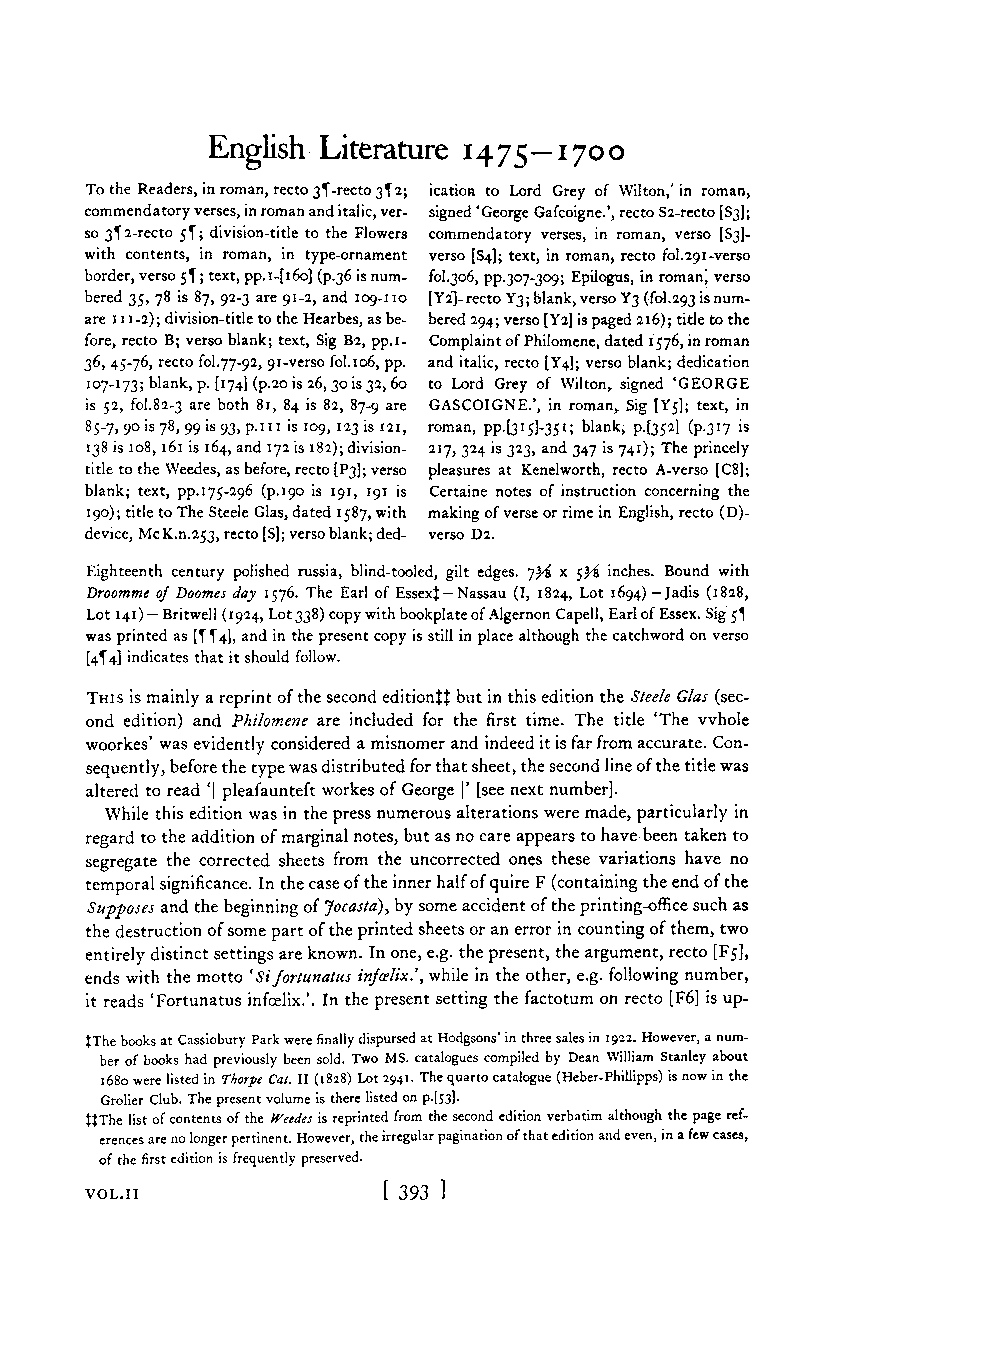 English Literature 1475–1700
To the Readers, in roman, recto 3¶-recto 3¶2;
commendatory verses, in roman and italic, ver-
so 3¶2-recto 5¶; division-title to the Flowers
with contents, in roman, in type-ornament
border, verso 5¶; text, pp.1-[160] (p.36 is num-
bered 35, 78 is 87, 92-3 are 91-2, and 109-110
are 111-2); division-title to the Hearbes, as be-
fore, recto B; verso blank; text, Sig B2, pp.1-
36, 45-76, recto fol.77-92, 91-verso fol.106, pp.
107-173; blank, p. [174] (p.20 is 26, 30 is 32, 60
is 52, fol.82-3 are both 81, 84 is 82, 87-9 are
85-7, 90 is 78, 99 is 93, p.111 is 109, 123 is 121,
138 is 108, 161 is 164, and 172 is 182); division-
title to the Weedes, as before, recto [P3]; verso
blank; text, pp.175-296 (p.190 is 191, 191 is
190); title to The Steele Glas, dated 1587, with
device, McK.n.253, recto [S]; verso blank; ded-
ication to Lord Grey of Wilton, in roman,
signed 'George Gaſcoigne.', recto S2-recto [S3];
commendatory verses, in roman, verso [S3]-
verso [S4]; text, in roman, recto fol.291-verso
fol.306, pp.307-309; Epilogus, in roman, verso
[Y2]-recto Y3; blank, verso Y3 (fol.293 is num-
bered 294; verso [Y2] is paged 216); title to the
Complaint of Philomene, dated 1576, in roman
and italic, recto [Y4]; verso blank; dedication
to Lord Grey of Wilton, signed 'GEORGE
GASCOIGNE.', in roman, Sig [Y5]; text, in
roman, pp.[315]-351; blank, p.[352] (p.317 is
217, 324 is 323, and 347 is 741); The princely
pleasures at Kenelworth, recto A-verso [C8];
Certaine notes of instruction concerning the
making of verse or rime in English, recto (D)-
verso D2.
Eighteenth century polished russia, blind-tooled, gilt edges. 7⅜ x 5⅜ inches. Bound with
Droomme of Doomes day 1576. The Earl of Essex‡—Nassau (I, 1824, Lot 1694)—Jadis (1828,
Lot 141)—Britwell (1924, Lot 338) copy with bookplate of Algernon Capell, Earl of Essex. Sig 5¶
was printed as [¶¶4], and in the present copy is still in place although the catchword on verso
[4¶4] indicates that it should follow.
THIS is mainly a reprint of the second edition‡‡ but in this edition the Steele Glas (sec-
ond edition) and Philomene are included for the first time. The title 'The vvhole
woorkes' was evidently considered a misnomer and indeed it is far from accurate. Con-
sequently, before the type was distributed for that sheet, the second line of the title was
altered to read '| pleaſaunteſt workes of George |' [see next number].
While this edition was in the press numerous alterations were made, particularly in
regard to the addition of marginal notes, but as no care appears to have been taken to
segregate the corrected sheets from the uncorrected ones these variations have no
temporal significance. In the case of the inner half of quire F (containing the end of the
Supposes and the beginning of Jocasta), by some accident of the printing-office such as
the destruction of some part of the printed sheets or an error in counting of them, two
entirely distinct settings are known. In one, e.g. the present, the argument, recto [F5],
ends with the motto 'Si fortunatus infœlix.', while in the other, e.g. following number,
it reads 'Fortunatus infœlix.'. In the present setting the factotum on recto [F6] is up-
‡The books at Cassiobury Park were finally dispursed at Hodgsons' in three sales in 1922. However, a num-
ber of books had previously been sold. Two MS. catalogues compiled by Dean William Stanley about
1680 were listed in Thorpe Cat. II (1828) Lot 2941. The quarto catalogue (Heber-Phillipps) is now in the
Grolier Club. The present volume is there listed on p.[53].
‡‡The list of contents of the Weedes is reprinted from the second edition verbatim although the page ref-
erences are no longer pertinent. However, the irregular pagination of that edition and even, in a few cases,
of the first edition is frequently preserved.
VOL.II [ 393 ]